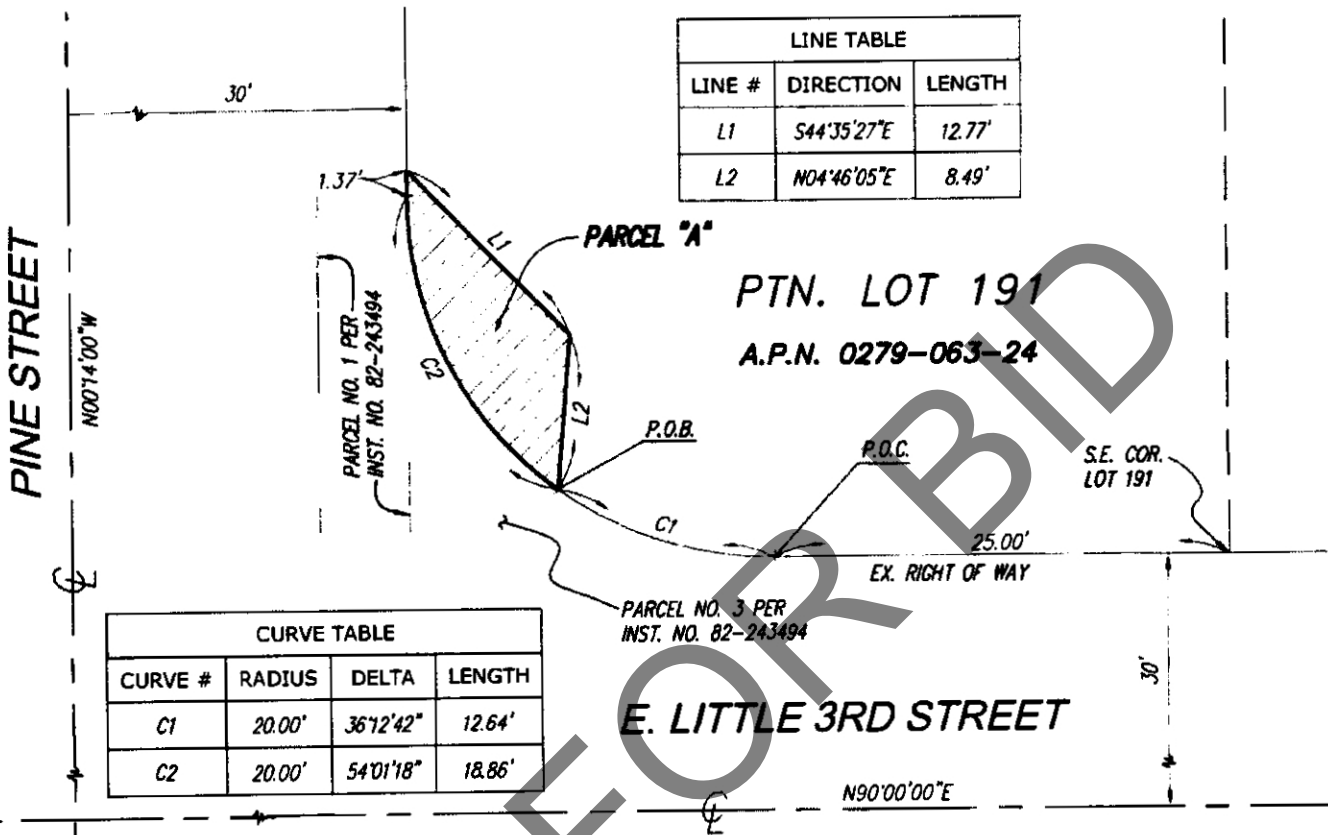 LINE TABLE
LINE # DIRECTION LENGTH
L1 S44°35'27"E 12.77'
L2 N04°46'05"E 8.49'
30'
1.37'
L1
PARCEL "A"
PTN. LOT 191
A.P.N. 0279-063-24
PINE STREET
N00°14'00"W
PARCEL NO. 1 PER
INST. NO. 82-243494
C2
L2
P.O.B.
P.O.C.
S.E. COR.
LOT 191
C1
25.00'
EX. RIGHT OF WAY
PARCEL NO. 3 PER
INST. NO. 82-243494
CURVE TABLE
CURVE # RADIUS DELTA LENGTH
C1 20.00' 36°12'42" 12.64'
C2 20.00' 54°01'18" 18.86'
E. LITTLE 3RD STREET
30'
N90°00'00"E
FOR BID